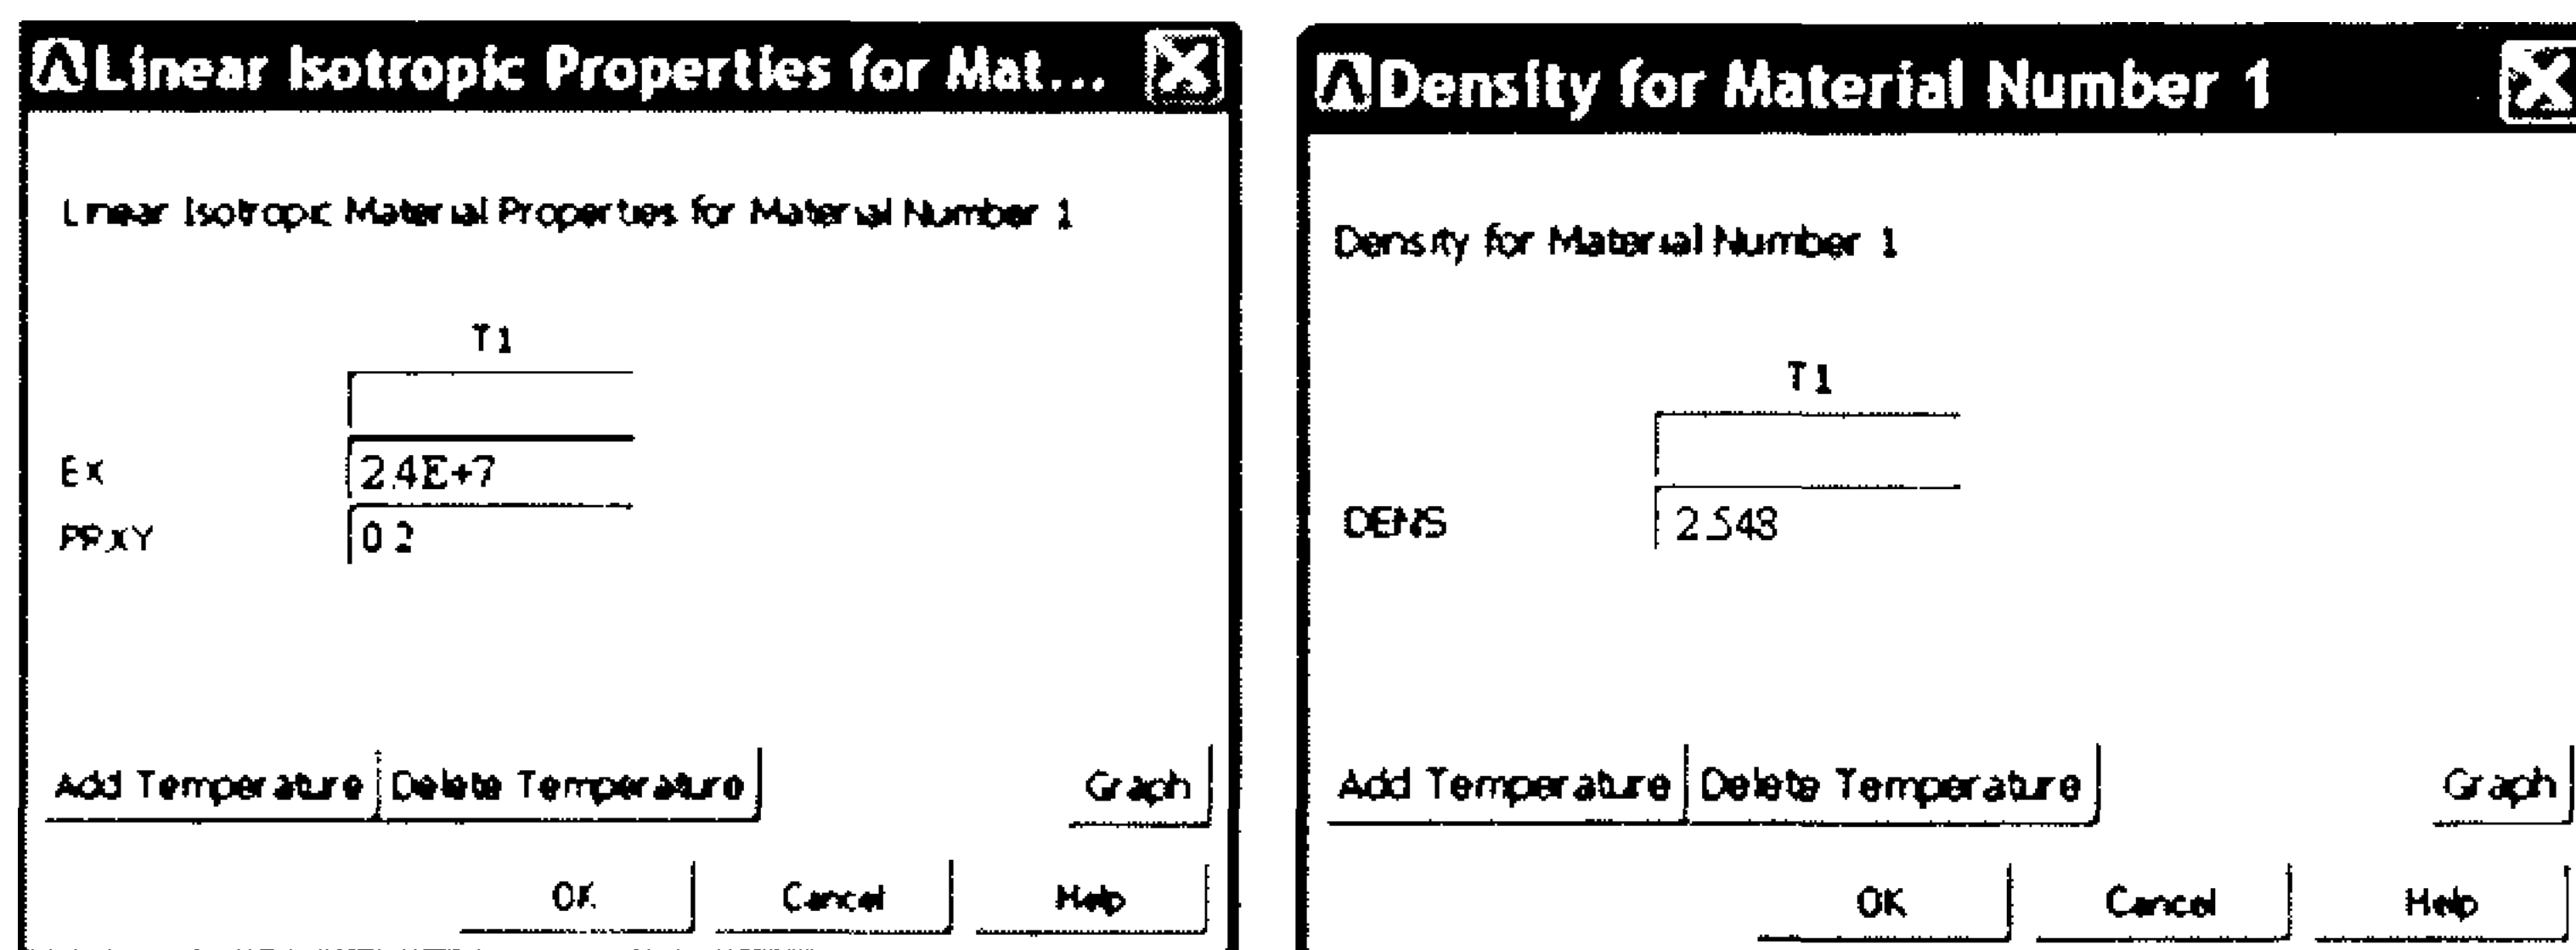 Linear Isotropic Properties for Mat...
Linear Isotropic Material Properties for Material Number 1
T1
EX 2.4E+7
PRXY 0.2
Add Temperature Delete Temperature Graph
OK Cancel Help
Density for Material Number 1
Density for Material Number 1
T1
DENS 2.548
Add Temperature Delete Temperature Graph
OK Cancel Help